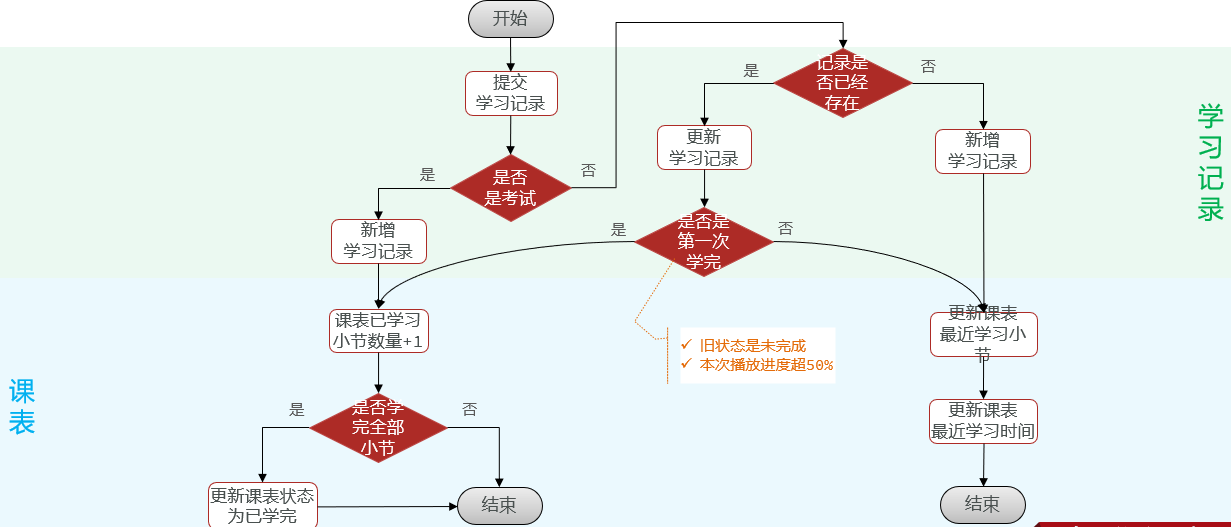 开始
提交
学习记录
是否
是考试
是
否
新增
学习记录
记录是
否已经
存在
是
否
更新
学习记录
新增
学习记录
是否是
第一次
学完
是
否
学习记录
课表已学习
小节数量+1
旧状态是未完成
本次播放进度超50%
更新课表
最近学习小
节
是否学
完全部
小节
是
否
更新课表
最近学习时间
更新课表状态
为已学完
结束
结束
课表